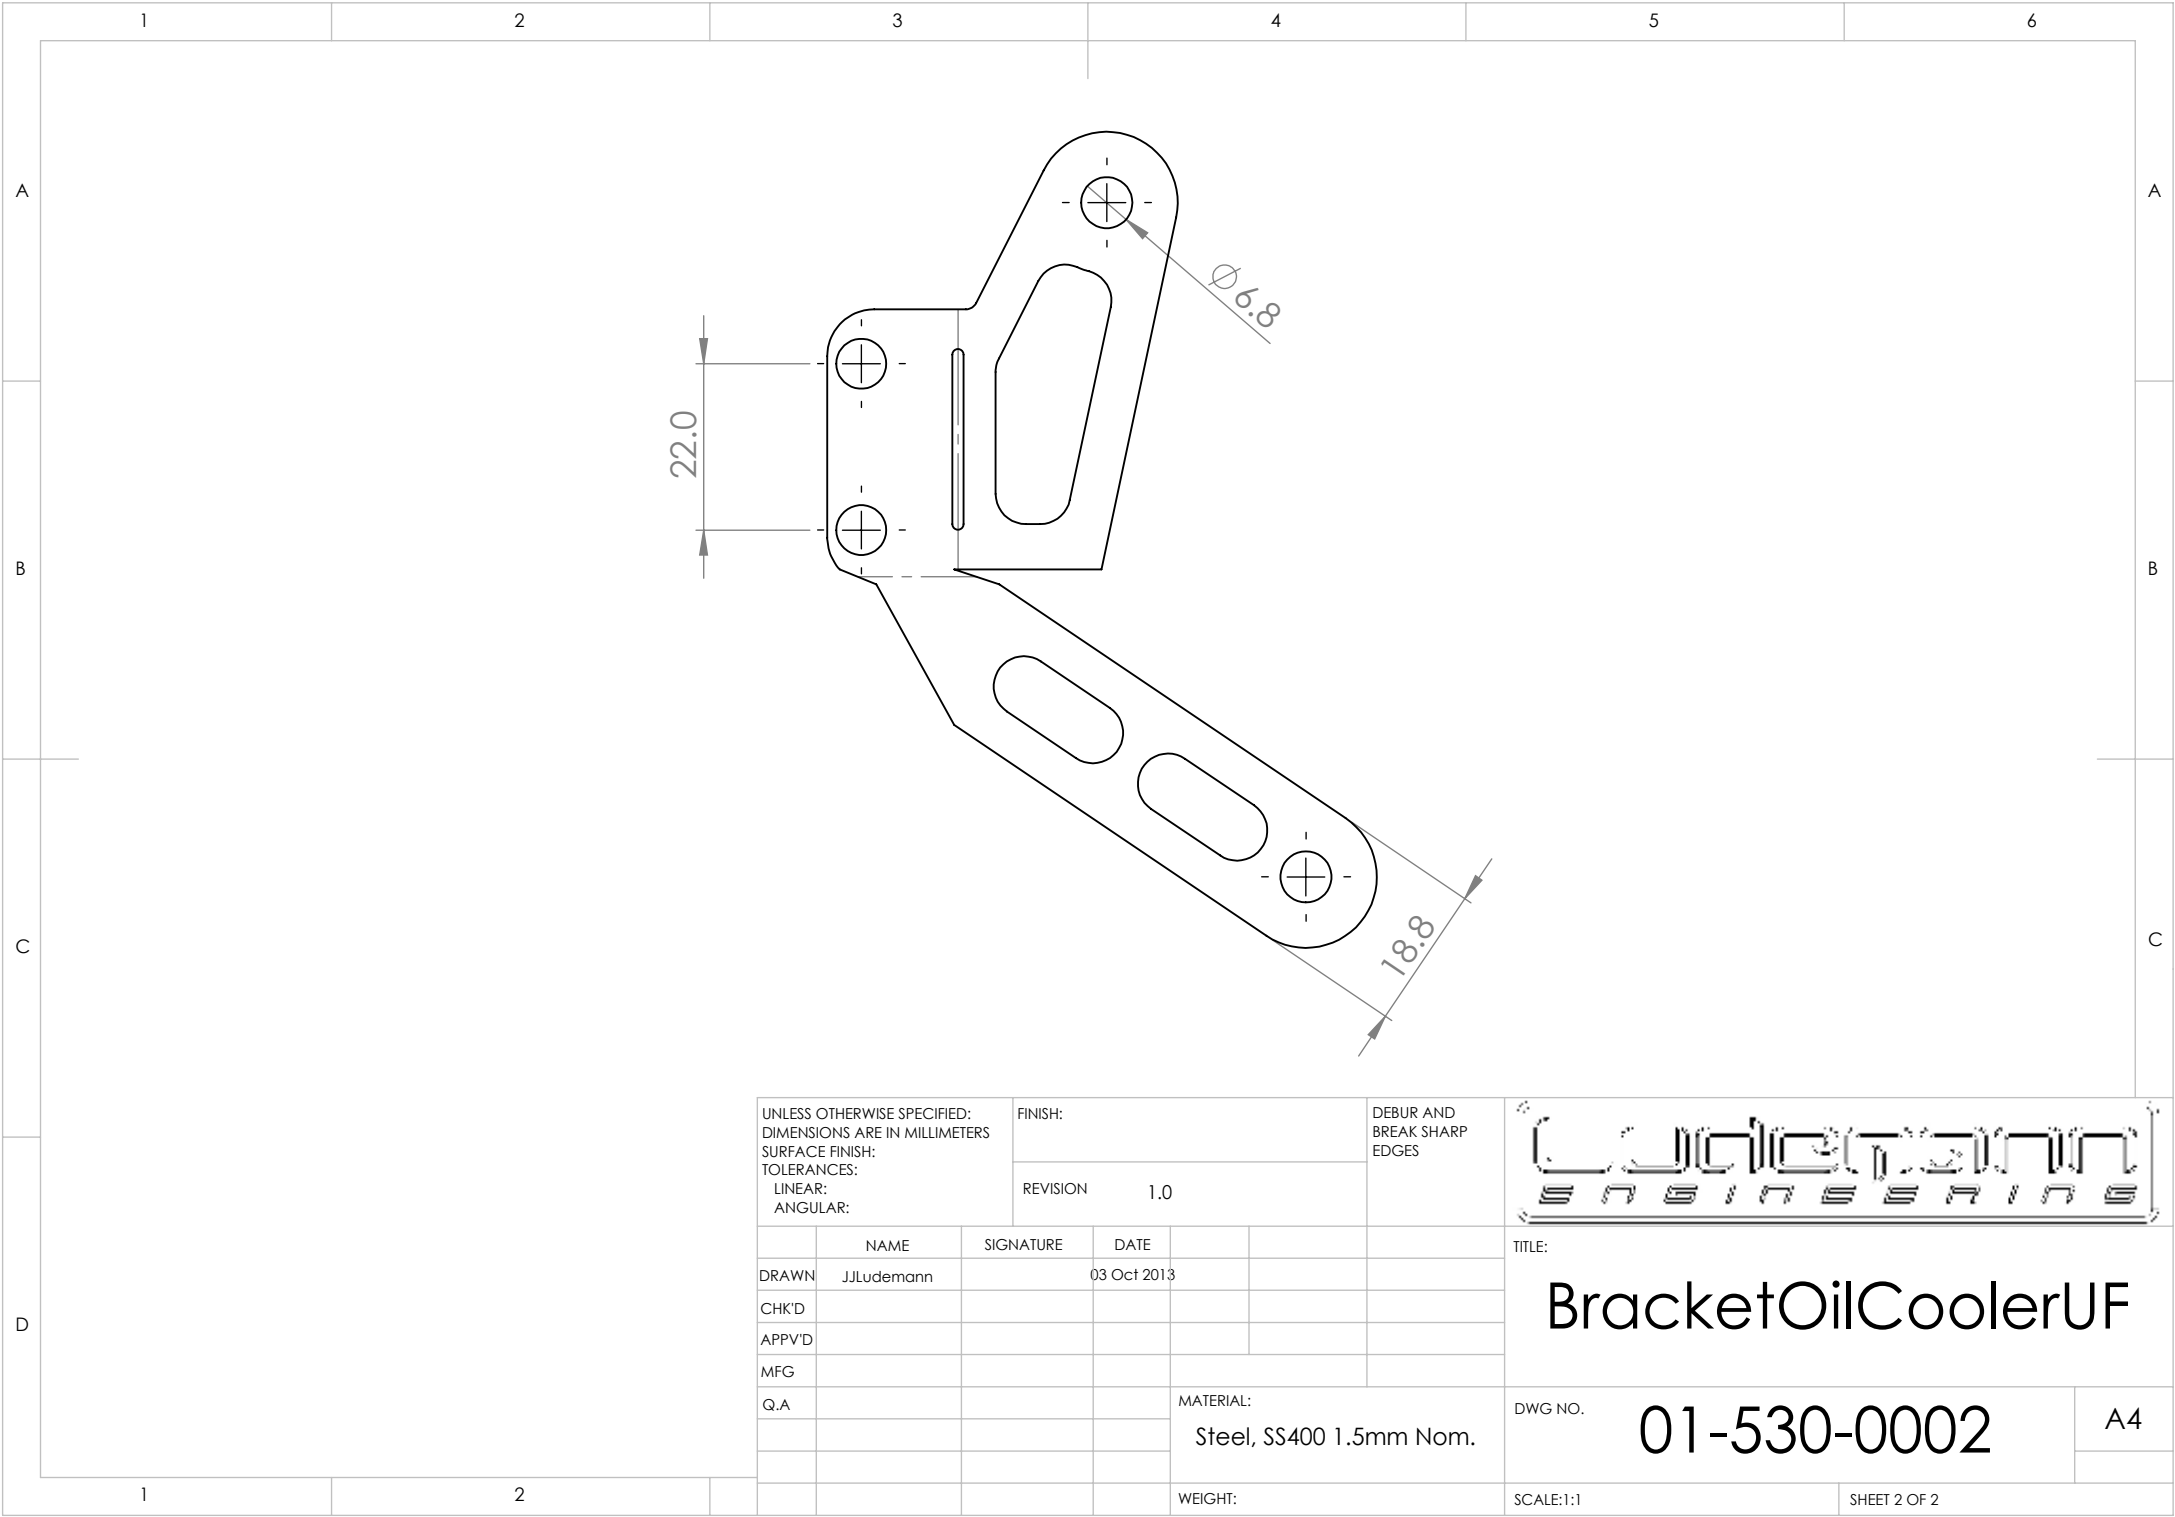 1 2 3 4 5 6
A A
⌀6.8
22.0
B B
C C
18.8
D
UNLESS OTHERWISE SPECIFIED:
DIMENSIONS ARE IN MILLIMETERS
SURFACE FINISH:
TOLERANCES:
LINEAR:
ANGULAR:
FINISH:
REVISION 1.0
DEBUR AND
BREAK SHARP
EDGES
Ludemann
ENGINEERING
NAME SIGNATURE DATE
DRAWN JJLudemann 03 Oct 2013
CHK'D
APPV'D
MFG
Q.A
TITLE:
BracketOilCoolerUF
MATERIAL:
Steel, SS400 1.5mm Nom.
DWG NO. 01-530-0002 A4
WEIGHT:
SCALE:1:1
SHEET 2 OF 2
1 2